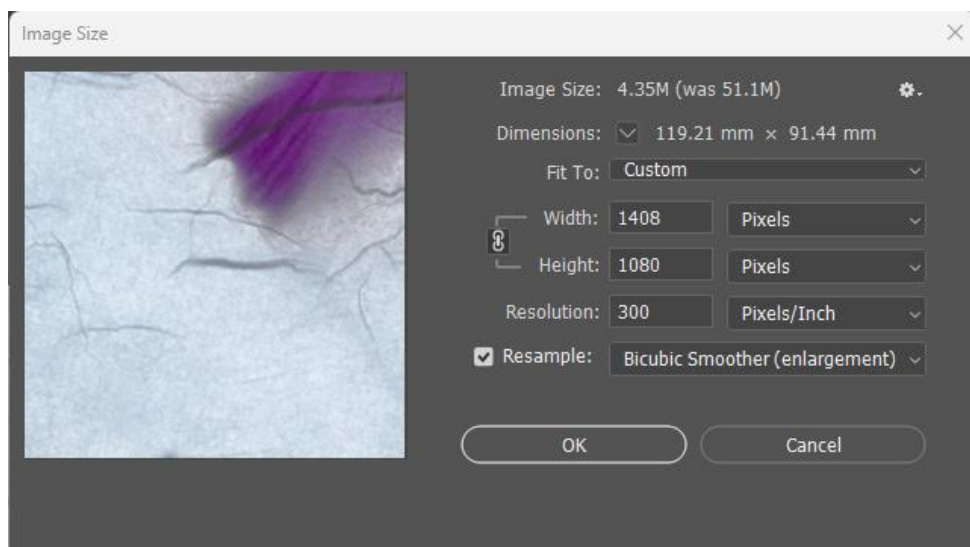 Image Size
Image Size: 4.35M (was 51.1M)
Dimensions: 119.21 mm × 91.44 mm
Fit To: Custom
Width: 1408 Pixels
Height: 1080 Pixels
Resolution: 300 Pixels/Inch
Resample: Bicubic Smoother (enlargement)
OK Cancel